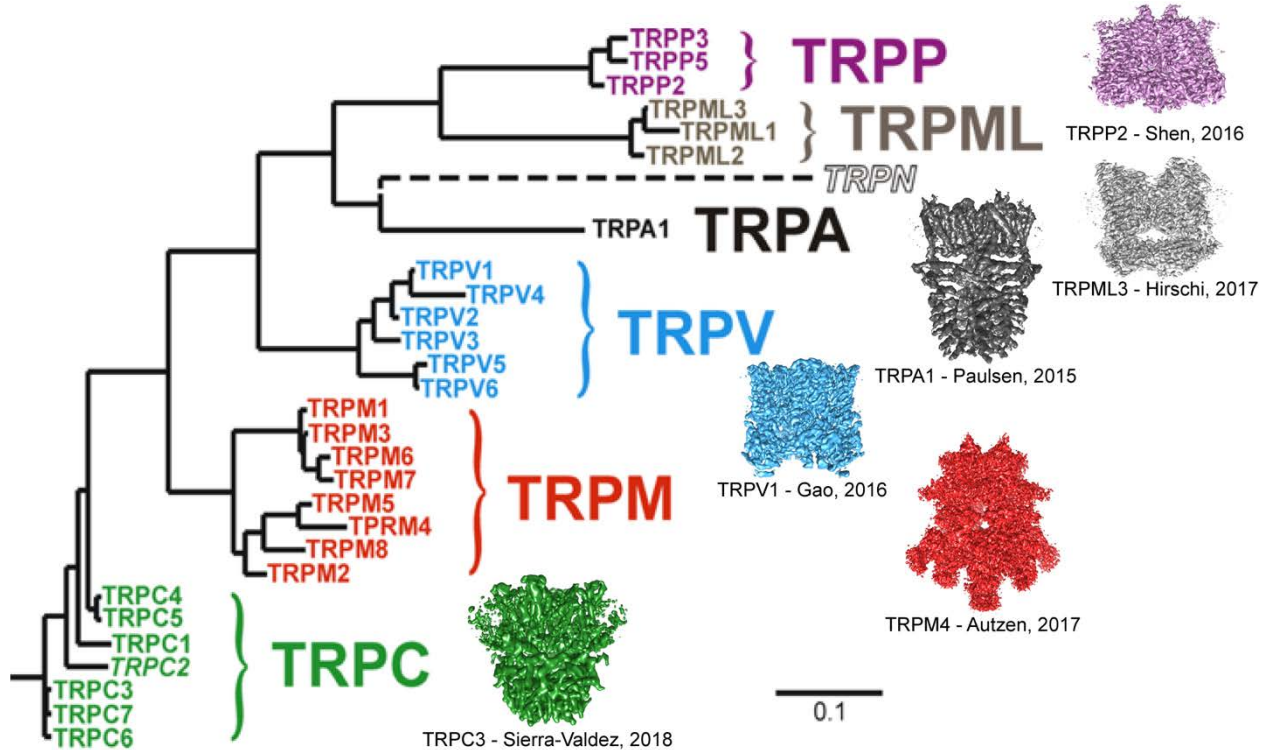 TRPP3
TRPP5
TRPP2
TRPP
TRPML3
TRPML1
TRPML2
TRPML
TRPN
TRPA1
TRPA
TRPV1
TRPV4
TRPV2
TRPV3
TRPV5
TRPV6
TRPV
TRPM1
TRPM3
TRPM6
TRPM7
TRPM5
TPRM4
TRPM8
TRPM2
TRPM
TRPC4
TRPC5
TRPC1
TRPC2
TRPC3
TRPC7
TRPC6
TRPC
TRPP2 - Shen, 2016
TRPML3 - Hirschi, 2017
TRPA1 - Paulsen, 2015
TRPV1 - Gao, 2016
TRPM4 - Autzen, 2017
TRPC3 - Sierra-Valdez, 2018
0.1